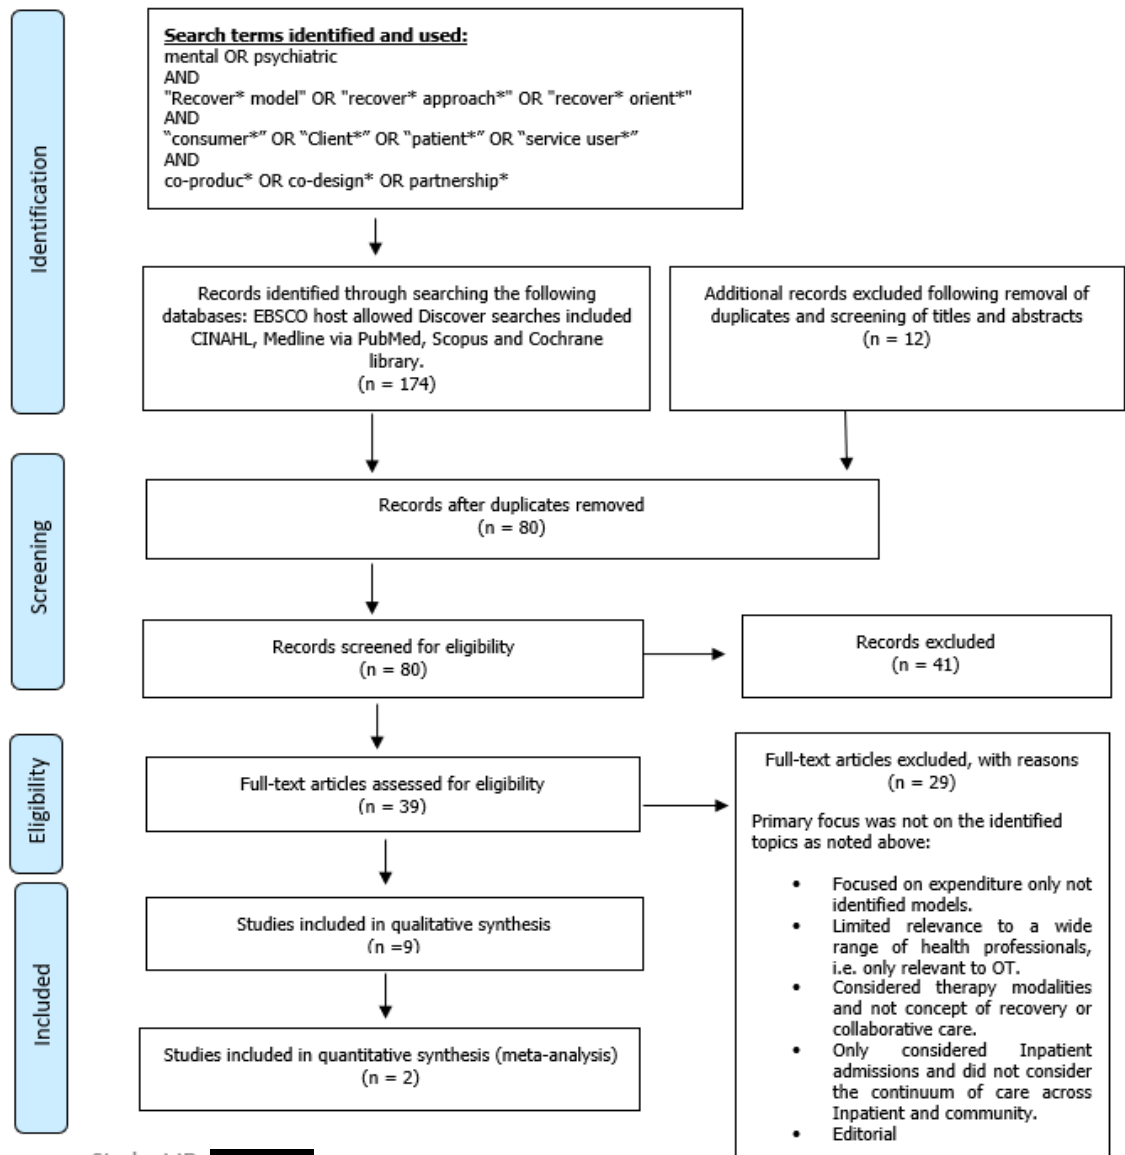 Identification
Search terms identified and used:
mental OR psychiatric
AND
"Recover* model" OR "recover* approach*" OR "recover* orient*"
AND
“consumer*” OR “Client*” OR “patient*” OR “service user*”
AND
co-produc* OR co-design* OR partnership*
Records identified through searching the following
databases: EBSCO host allowed Discover searches included
CINAHL, Medline via PubMed, Scopus and Cochrane
library.
(n = 174)
Additional records excluded following removal of
duplicates and screening of titles and abstracts
(n = 12)
Screening
Records after duplicates removed
(n = 80)
Records screened for eligibility
(n = 80)
Records excluded
(n = 41)
Eligibility
Full-text articles assessed for eligibility
(n = 39)
Full-text articles excluded, with reasons
(n = 29)
Primary focus was not on the identified
topics as noted above:
• Focused on expenditure only not
identified models.
• Limited relevance to a wide
range of health professionals,
i.e. only relevant to OT.
• Considered therapy modalities
and not concept of recovery or
collaborative care.
• Only considered Inpatient
admissions and did not consider
the continuum of care across
Inpatient and community.
• Editorial
Included
Studies included in qualitative synthesis
(n =9)
Studies included in quantitative synthesis (meta-analysis)
(n = 2)